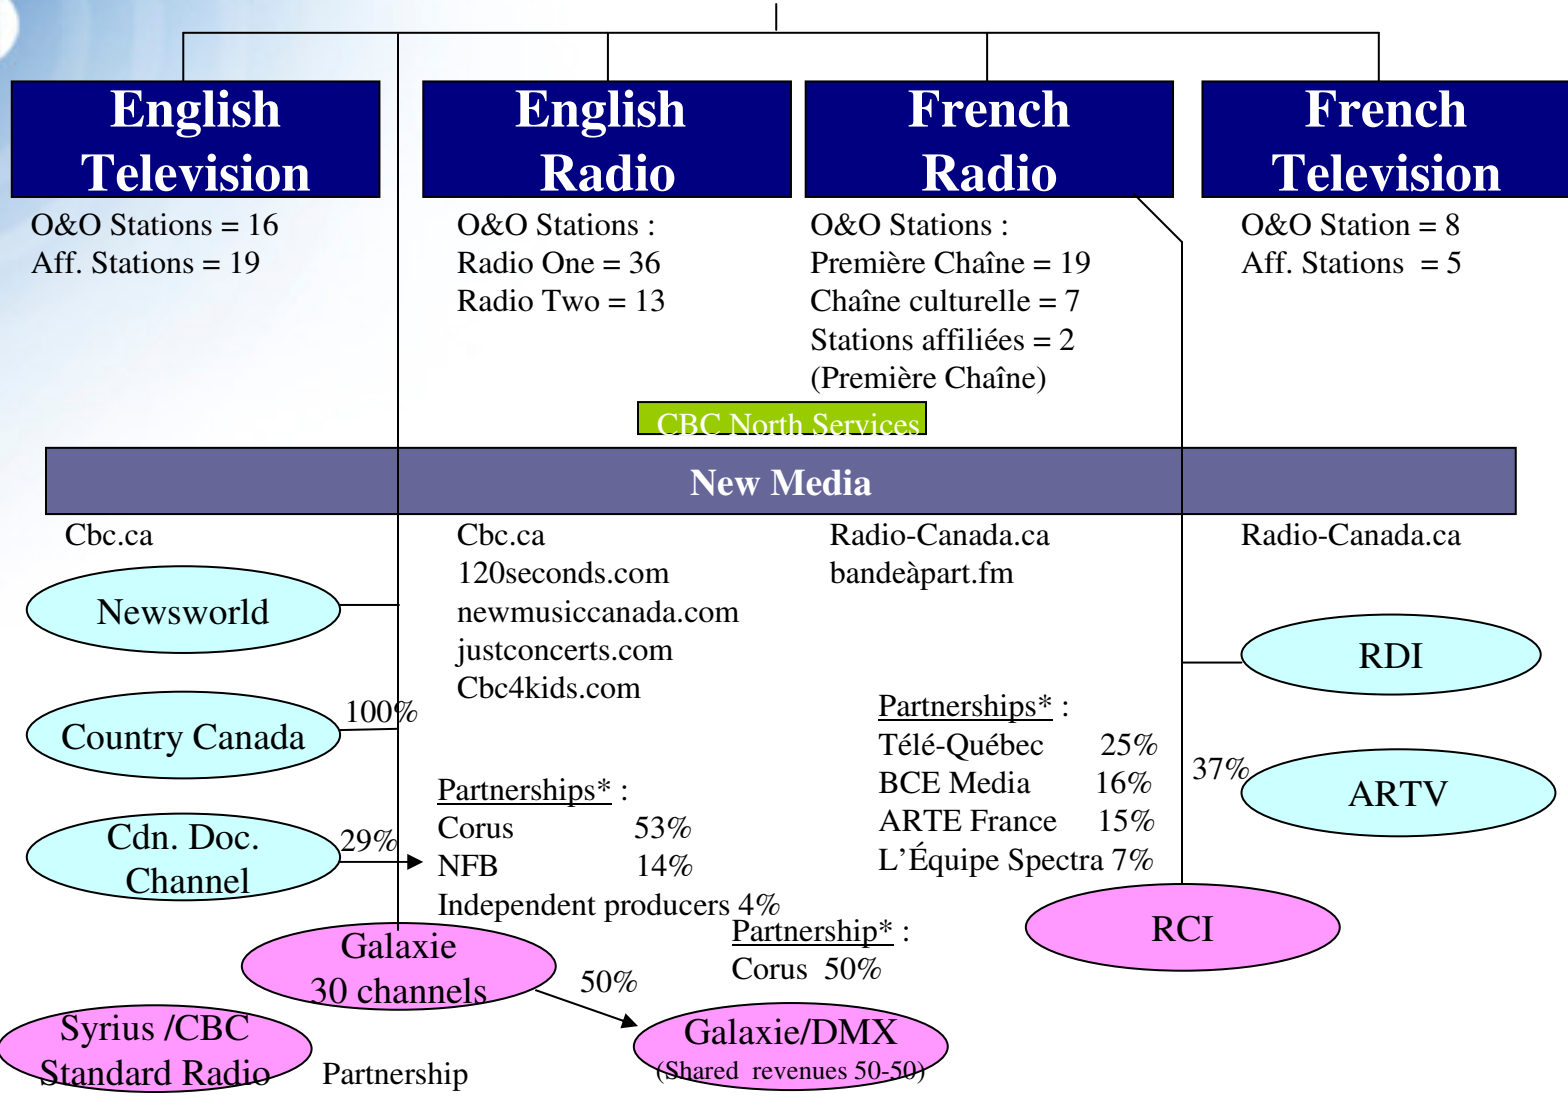 English
Television
English
Radio
French
Radio
French
Television
O&O Stations = 16
Aff. Stations = 19
O&O Stations :
Radio One = 36
Radio Two = 13
O&O Stations :
Première Chaîne = 19
Chaîne culturelle = 7
Stations affiliées = 2
(Première Chaîne)
O&O Station = 8
Aff. Stations = 5
CBC North Services
New Media
Cbc.ca
Newsworld
100%
Country Canada
Cdn. Doc.
Channel
29%
Cbc.ca
120seconds.com
newmusiccanada.com
justconcerts.com
Cbc4kids.com
Partnerships* :
Corus 53%
NFB 14%
Independent producers 4%
Radio-Canada.ca
bandeàpart.fm
Partnerships* :
Télé-Québec 25%
BCE Media 16%
ARTE France 15%
L'Équipe Spectra 7%
Radio-Canada.ca
RDI
37%
ARTV
RCI
Galaxie
30 channels
50%
Partnership* :
Corus 50%
Galaxie/DMX
(Shared revenues 50-50)
Syrius /CBC
Standard Radio
Partnership